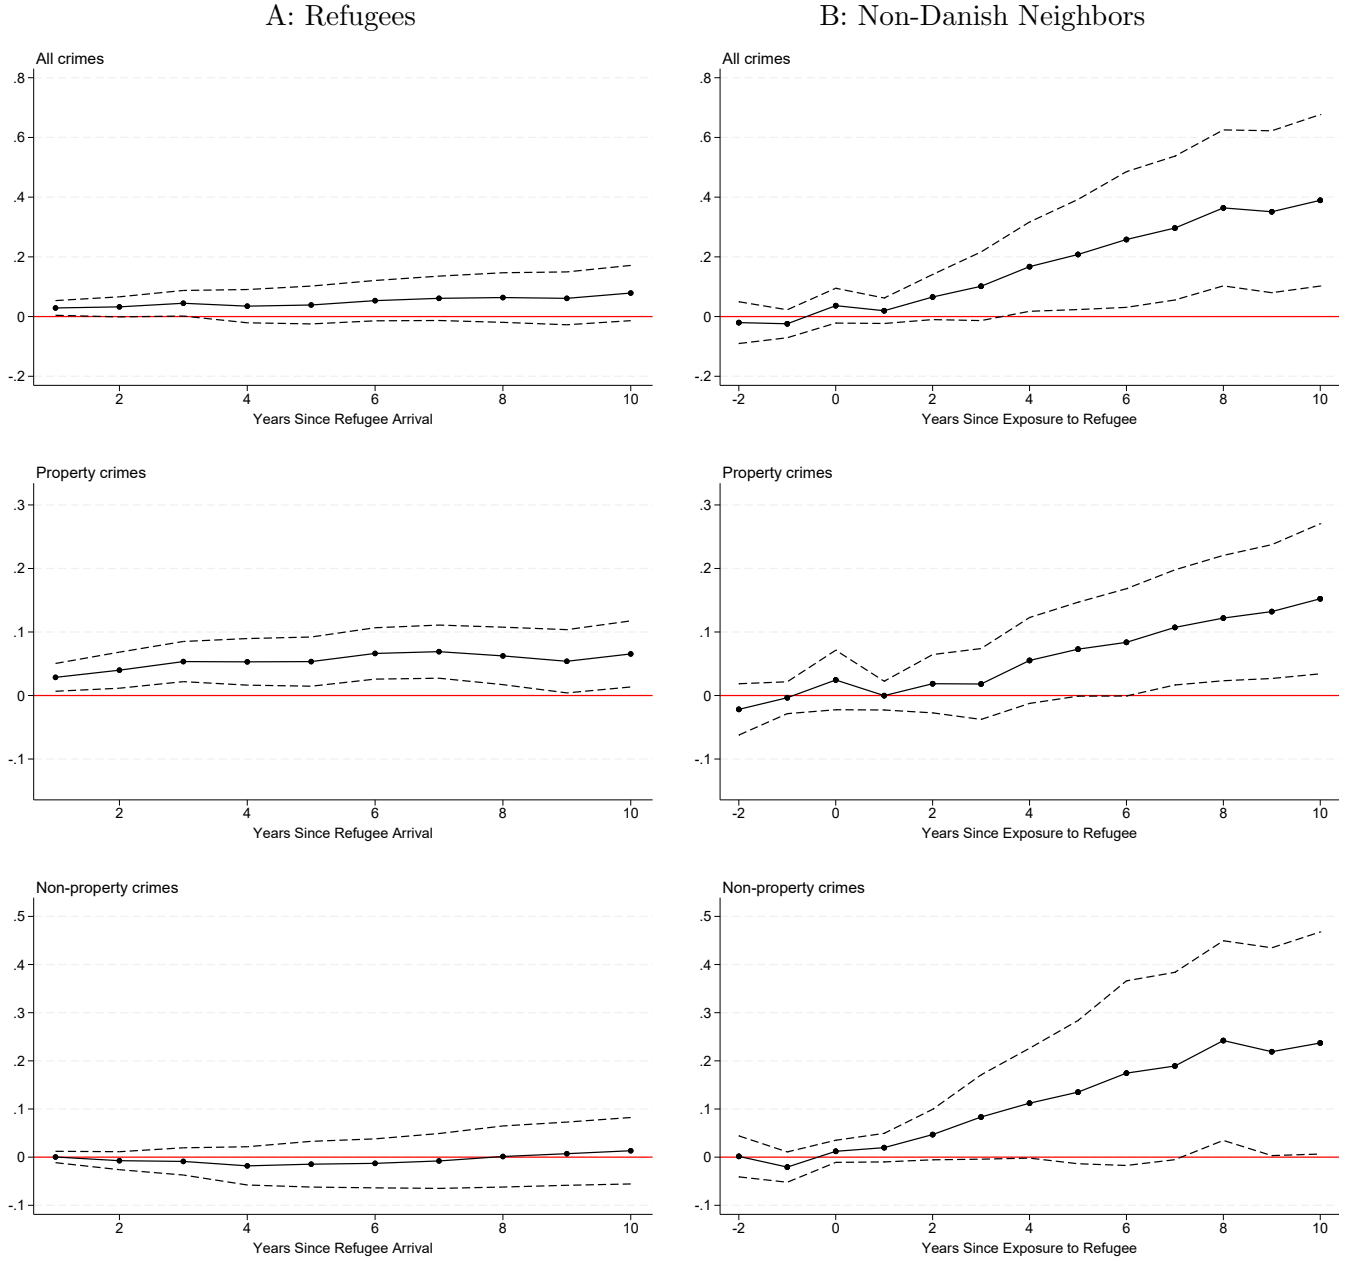 A: Refugees
B: Non-Danish Neighbors
All crimes
.8
.6
.4
.2
0
-.2
2 4 6 8 10
Years Since Refugee Arrival
All crimes
.8
.6
.4
.2
0
-.2
-2 0 2 4 6 8 10
Years Since Exposure to Refugee
Property crimes
.3
.2
.1
0
-.1
2 4 6 8 10
Years Since Refugee Arrival
Property crimes
.3
.2
.1
0
-.1
-2 0 2 4 6 8 10
Years Since Exposure to Refugee
Non-property crimes
.5
.4
.3
.2
.1
0
-.1
2 4 6 8 10
Years Since Refugee Arrival
Non-property crimes
.5
.4
.3
.2
.1
0
-.1
-2 0 2 4 6 8 10
Years Since Exposure to Refugee